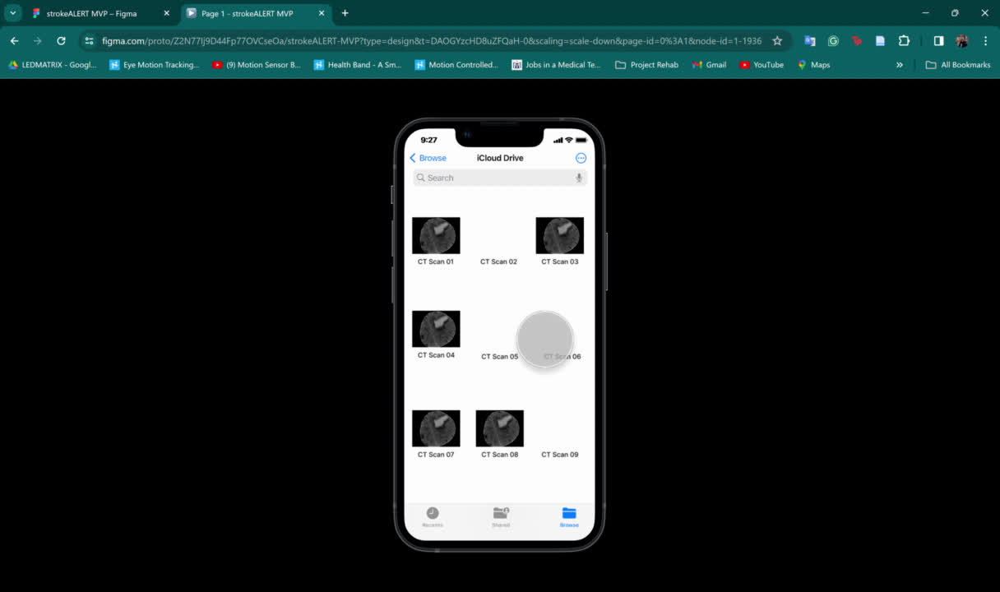 strokeALERT MVP – Figma
Page 1 - strokeALERT MVP
figma.com/proto/Z2N77Ij9D44Fp77OVCseOa/strokeALERT-MVP?type=design&t=DAOGYzcHD8uZFQaH-0&scaling=scale-down&page-id=0%3A1&node-id=1-1936
LEDMATRIX - Googl...
Eye Motion Tracking...
(9) Motion Sensor B...
Health Band - A Sm...
Motion Controlled...
Jobs in a Medical Te...
Project Rehab
Gmail
YouTube
Maps
»
All Bookmarks
9:27
Browse
iCloud Drive
Search
CT Scan 01
CT Scan 02
CT Scan 03
CT Scan 04
CT Scan 05
CT Scan 06
CT Scan 07
CT Scan 08
CT Scan 09
Recents
Shared
Browse